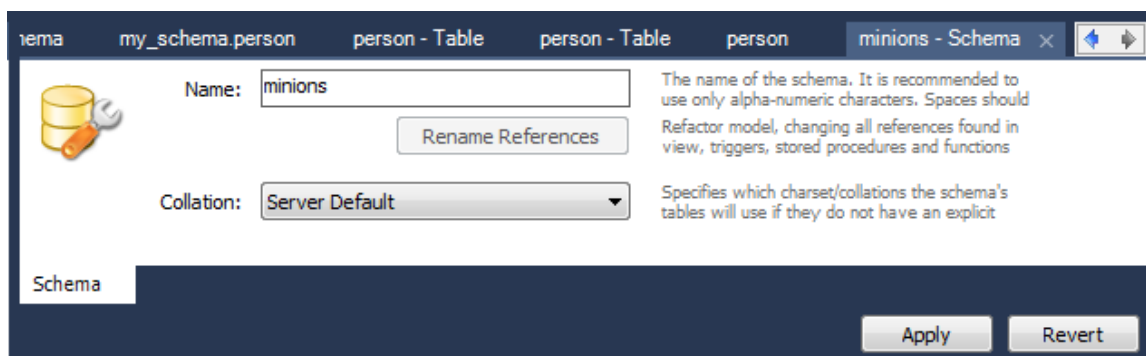 hema my_schema.person person - Table person - Table person minions - Schema
Name: minions
The name of the schema. It is recommended to
use only alpha-numeric characters. Spaces should
Rename References
Refactor model, changing all references found in
view, triggers, stored procedures and functions
Collation: Server Default
Specifies which charset/collations the schema's
tables will use if they do not have an explicit
Schema
Apply Revert